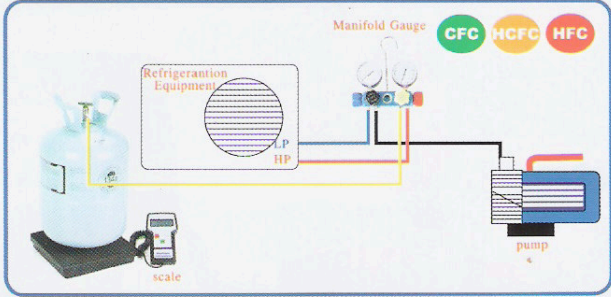 Manifold Gauge
CFC HCFC HFC
Refrigerantion
Equipment
LP
HP
scale
pump